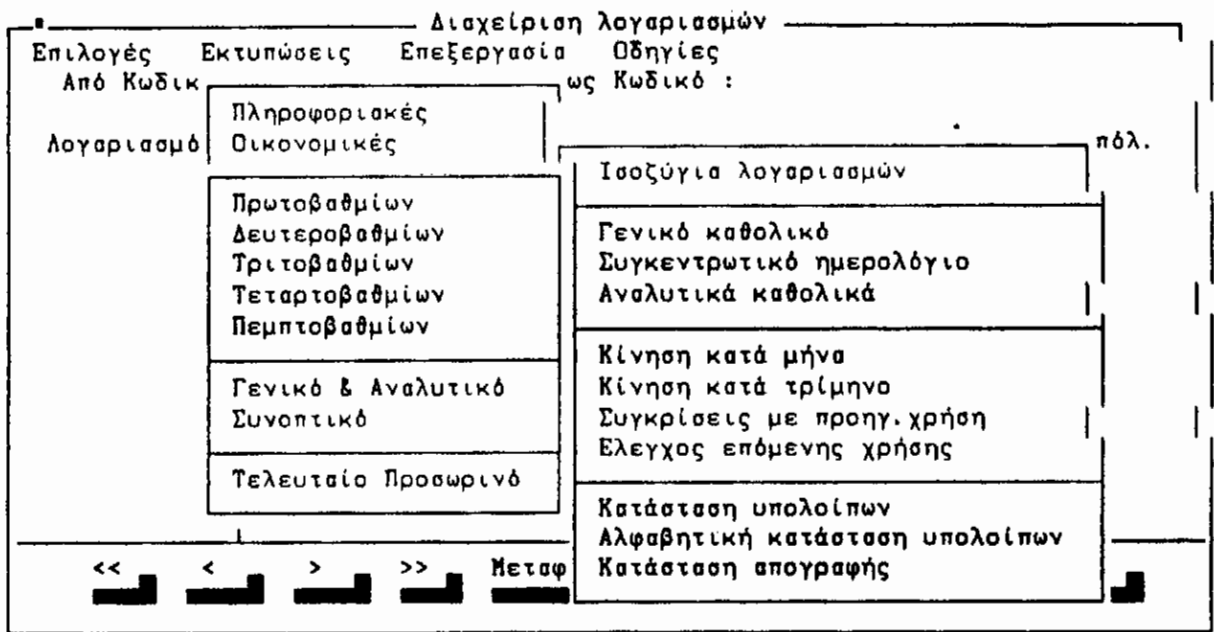 Διαχείριση λογαριασμών
Επιλογές Εκτυπώσεις Επεξεργασία Οδηγίες
Από Κωδικ ως Κωδικό :
Πληροφοριακές
Λογαριασμό Οικονομικές πόλ.
Ισοζύγια λογαριασμών
Πρωτοβαθμίων
Δευτεροβαθμίων
Τριτοβαθμίων
Τεταρτοβαθμίων
Πεμπτοβαθμίων
Γενικό & Αναλυτικό
Συνοπτικό
Τελευταίο Προσωρινό
Γενικό καθολικό
Συγκεντρωτικό ημερολόγιο
Αναλυτικά καθολικά
Κίνηση κατά μήνα
Κίνηση κατά τρίμηνο
Συγκρίσεις με προηγ.χρήση
Ελεγχος επόμενης χρήσης
Κατάσταση υπολοίπων
Αλφαβητική κατάσταση υπολοίπων
Κατάσταση απογραφής
<< < > >> Μεταφ